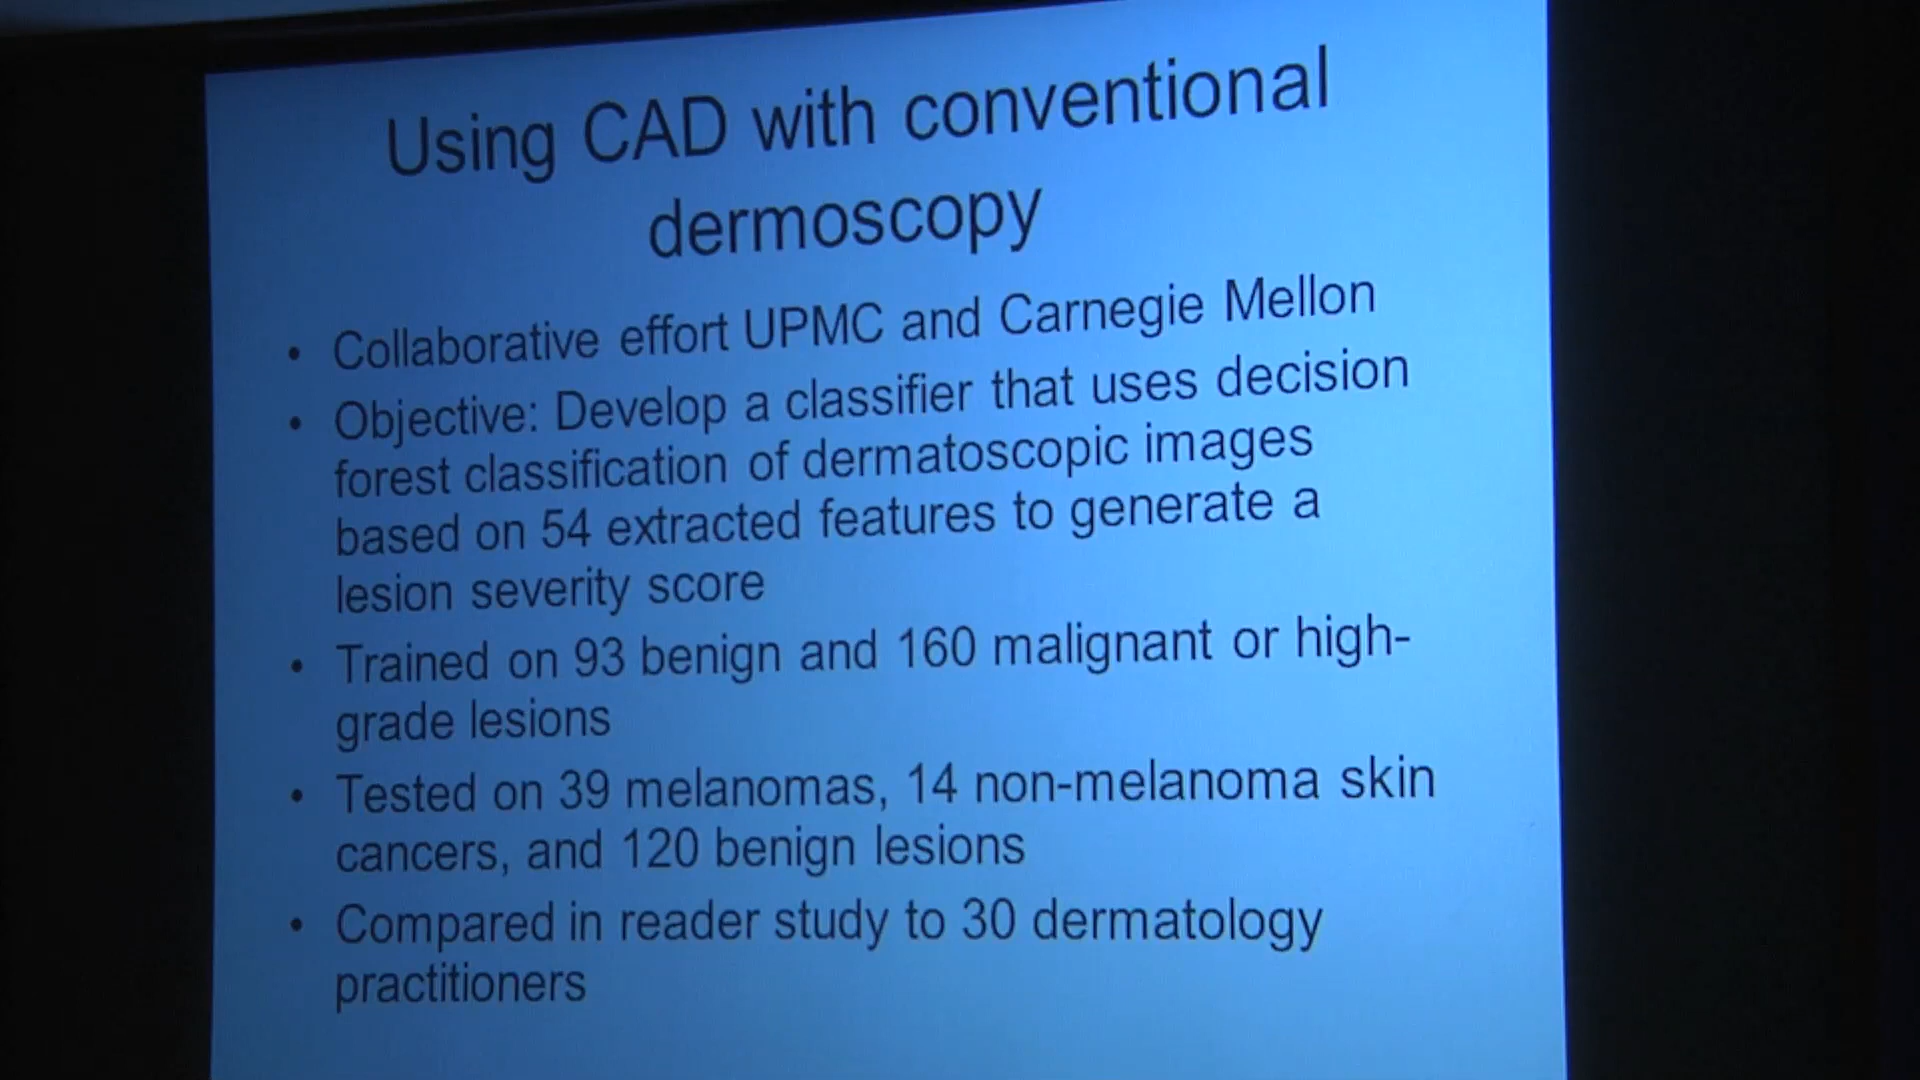 Using CAD with conventional
dermoscopy
• Collaborative effort UPMC and Carnegie Mellon
• Objective: Develop a classifier that uses decision
forest classification of dermatoscopic images
based on 54 extracted features to generate a
lesion severity score
• Trained on 93 benign and 160 malignant or high-
grade lesions
• Tested on 39 melanomas, 14 non-melanoma skin
cancers, and 120 benign lesions
• Compared in reader study to 30 dermatology
practitioners